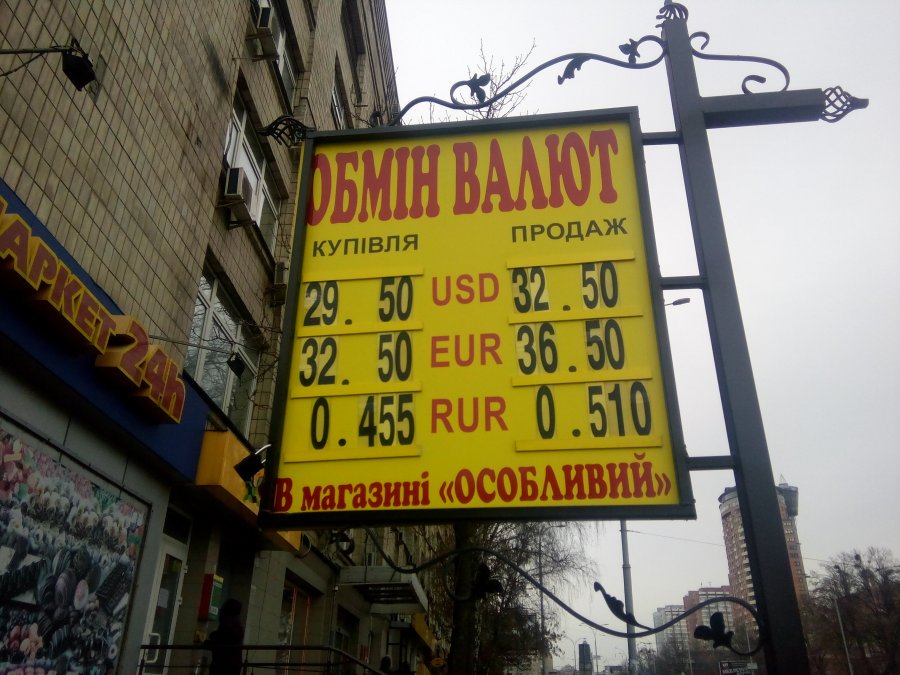 ОБМІН ВАЛЮТ
КУПІВЛЯ ПРОДАЖ
29.50 USD 32.50
32.50 EUR 36.50
0.455 RUR 0.510
В магазині «ОСОБЛИВИЙ»
МАРКЕТ 24h